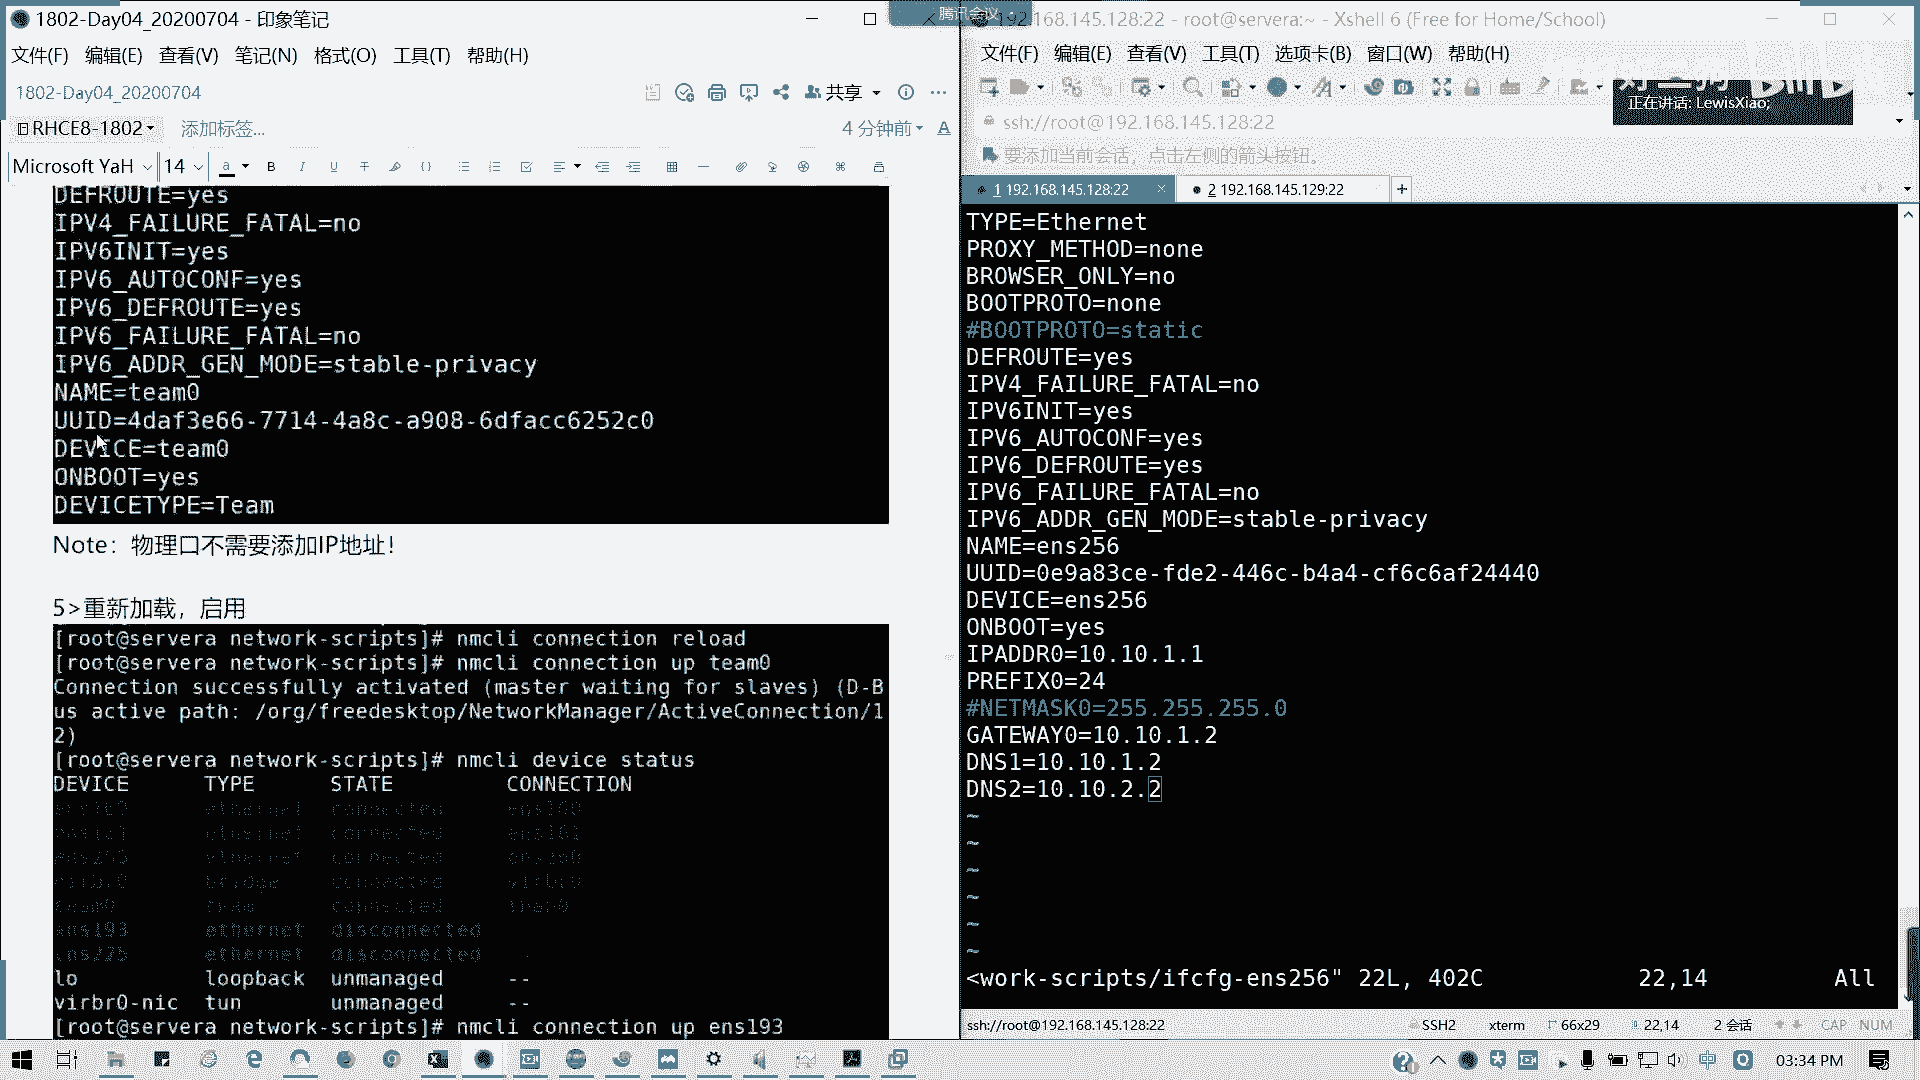 1802-Day04_20200704 - 印象笔记
文件(F) 编辑(E) 查看(V) 笔记(N) 格式(O) 工具(T) 帮助(H)
1802-Day04_20200704
共享
RHCE8-1802
添加标签...
4 分钟前
Microsoft YaH 14
DEFROUTE=yes
IPV4_FAILURE_FATAL=no
IPV6INIT=yes
IPV6_AUTOCONF=yes
IPV6_DEFROUTE=yes
IPV6_FAILURE_FATAL=no
IPV6_ADDR_GEN_MODE=stable-privacy
NAME=team0
UUID=4daf3e66-7714-4a8c-a908-6dfacc6252c0
DEVICE=team0
ONBOOT=yes
DEVICETYPE=Team
Note：物理口不需要添加IP地址！
5>重新加载，启用
[root@servera network-scripts]# nmcli connection reload
[root@servera network-scripts]# nmcli connection up team0
Connection successfully activated (master waiting for slaves) (D-B
us active path: /org/freedesktop/NetworkManager/ActiveConnection/1
2)
[root@servera network-scripts]# nmcli device status
DEVICE TYPE STATE CONNECTION
ethernet connected
connected
connected
bridge connected virbr0
team0 team connected team0
ens193 ethernet disconnected
ens225 ethernet disconnected
lo loopback unmanaged --
virbr0-nic tun unmanaged --
[root@servera network-scripts]# nmcli connection up ens193
腾讯会议
192.168.145.128:22 - root@servera:~ - Xshell 6 (Free for Home/School)
文件(F) 编辑(E) 查看(V) 工具(T) 选项卡(B) 窗口(W) 帮助(H)
正在讲话: LewisXiao;
ssh://root@192.168.145.128:22
要添加当前会话，点击左侧的箭头按钮。
1 192.168.145.128:22
2 192.168.145.129:22
TYPE=Ethernet
PROXY_METHOD=none
BROWSER_ONLY=no
BOOTPROTO=none
#BOOTPROTO=static
DEFROUTE=yes
IPV4_FAILURE_FATAL=no
IPV6INIT=yes
IPV6_AUTOCONF=yes
IPV6_DEFROUTE=yes
IPV6_FAILURE_FATAL=no
IPV6_ADDR_GEN_MODE=stable-privacy
NAME=ens256
UUID=0e9a83ce-fde2-446c-b4a4-cf6c6af24440
DEVICE=ens256
ONBOOT=yes
IPADDR0=10.10.1.1
PREFIX0=24
#NETMASK0=255.255.255.0
GATEWAY0=10.10.1.2
DNS1=10.10.1.2
DNS2=10.10.2.2
~
~
~
~
~
~
<work-scripts/ifcfg-ens256" 22L, 402C 22,14 All
ssh://root@192.168.145.128:22 SSH2 xterm 66x29 22,14 2 会话 CAP NUM
中 03:34 PM